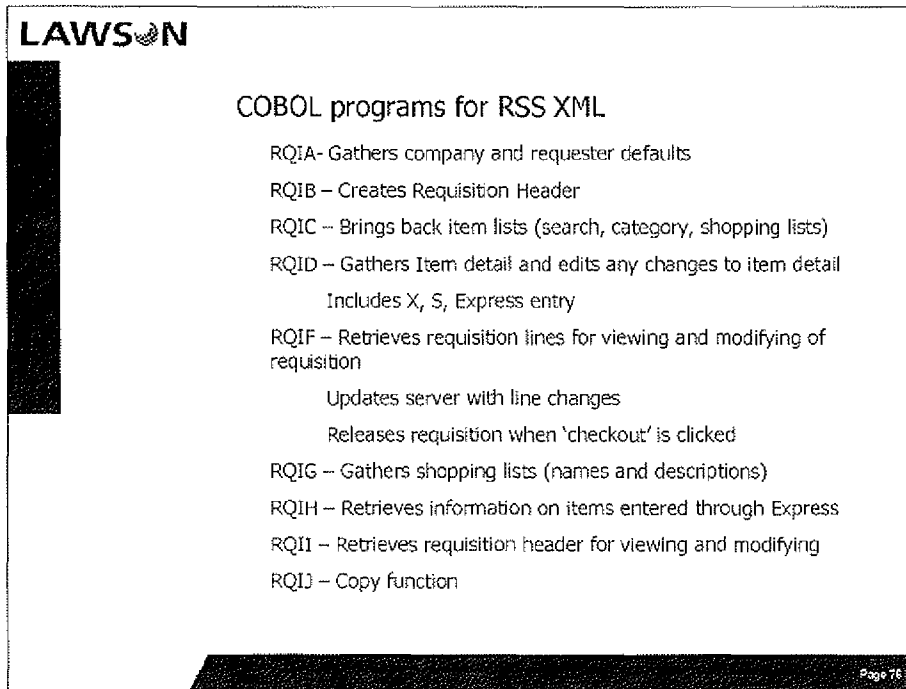 LAWSON
COBOL programs for RSS XML
RQIA- Gathers company and requester defaults
RQIB – Creates Requisition Header
RQIC – Brings back item lists (search, category, shopping lists)
RQID – Gathers Item detail and edits any changes to item detail
Includes X, S, Express entry
RQIF – Retrieves requisition lines for viewing and modifying of
requisition
Updates server with line changes
Releases requisition when ‘checkout’ is clicked
RQIG – Gathers shopping lists (names and descriptions)
RQIH – Retrieves information on items entered through Express
RQII – Retrieves requisition header for viewing and modifying
RQIJ – Copy function
Page 76